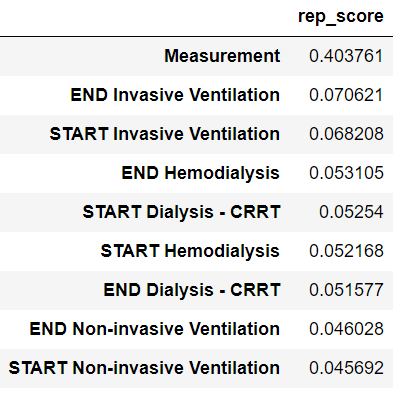 rep_score
Measurement 0.403761
END Invasive Ventilation 0.070621
START Invasive Ventilation 0.068208
END Hemodialysis 0.053105
START Dialysis - CRRT 0.05254
START Hemodialysis 0.052168
END Dialysis - CRRT 0.051577
END Non-invasive Ventilation 0.046028
START Non-invasive Ventilation 0.045692